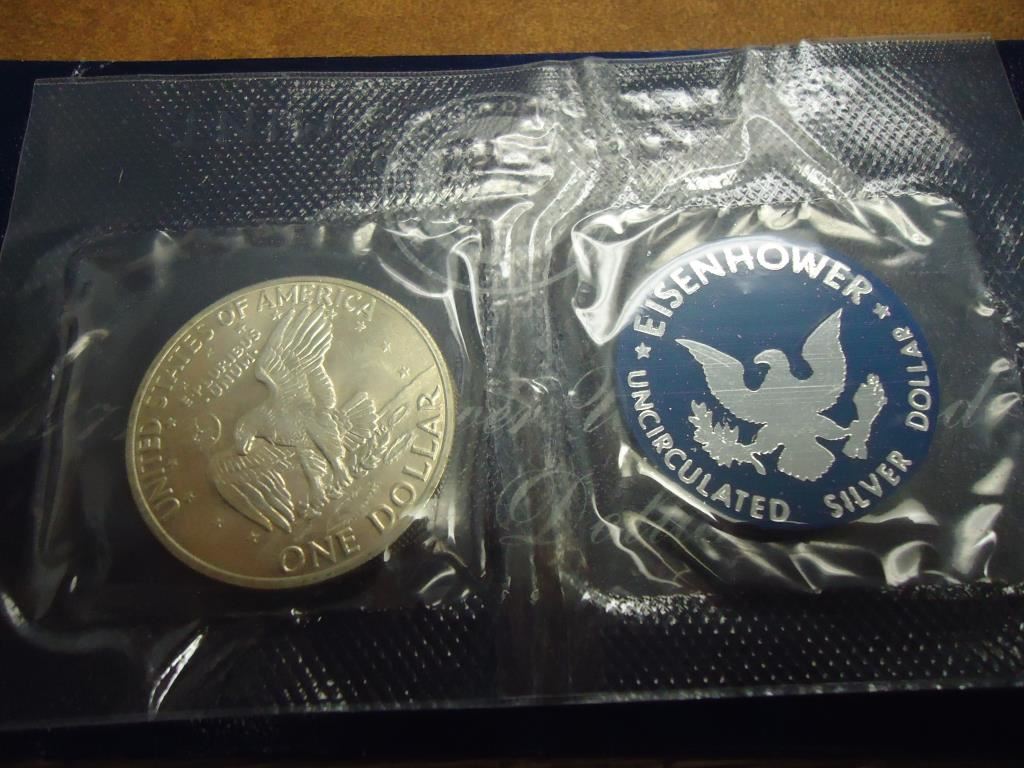 UNITED STATES OF AMERICA
E PLURIBUS
UNUM
ONE DOLLAR
EISENHOWER
UNCIRCULATED SILVER DOLLAR